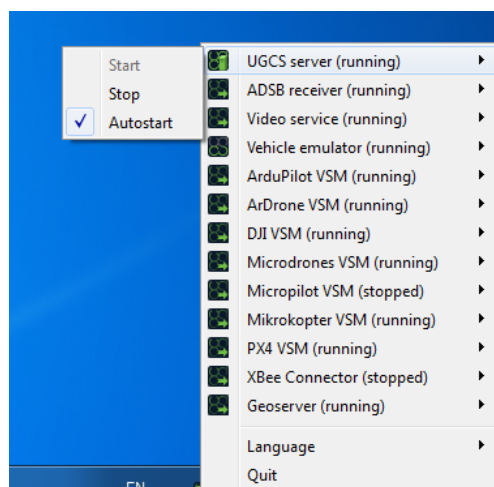 Start
Stop
Autostart
UGCS server (running)
ADSB receiver (running)
Video service (running)
Vehicle emulator (running)
ArduPilot VSM (running)
ArDrone VSM (running)
DJI VSM (running)
Microdrones VSM (running)
Micropilot VSM (stopped)
Mikrokopter VSM (running)
PX4 VSM (running)
XBee Connector (stopped)
Geoserver (running)
Language
Quit
EN